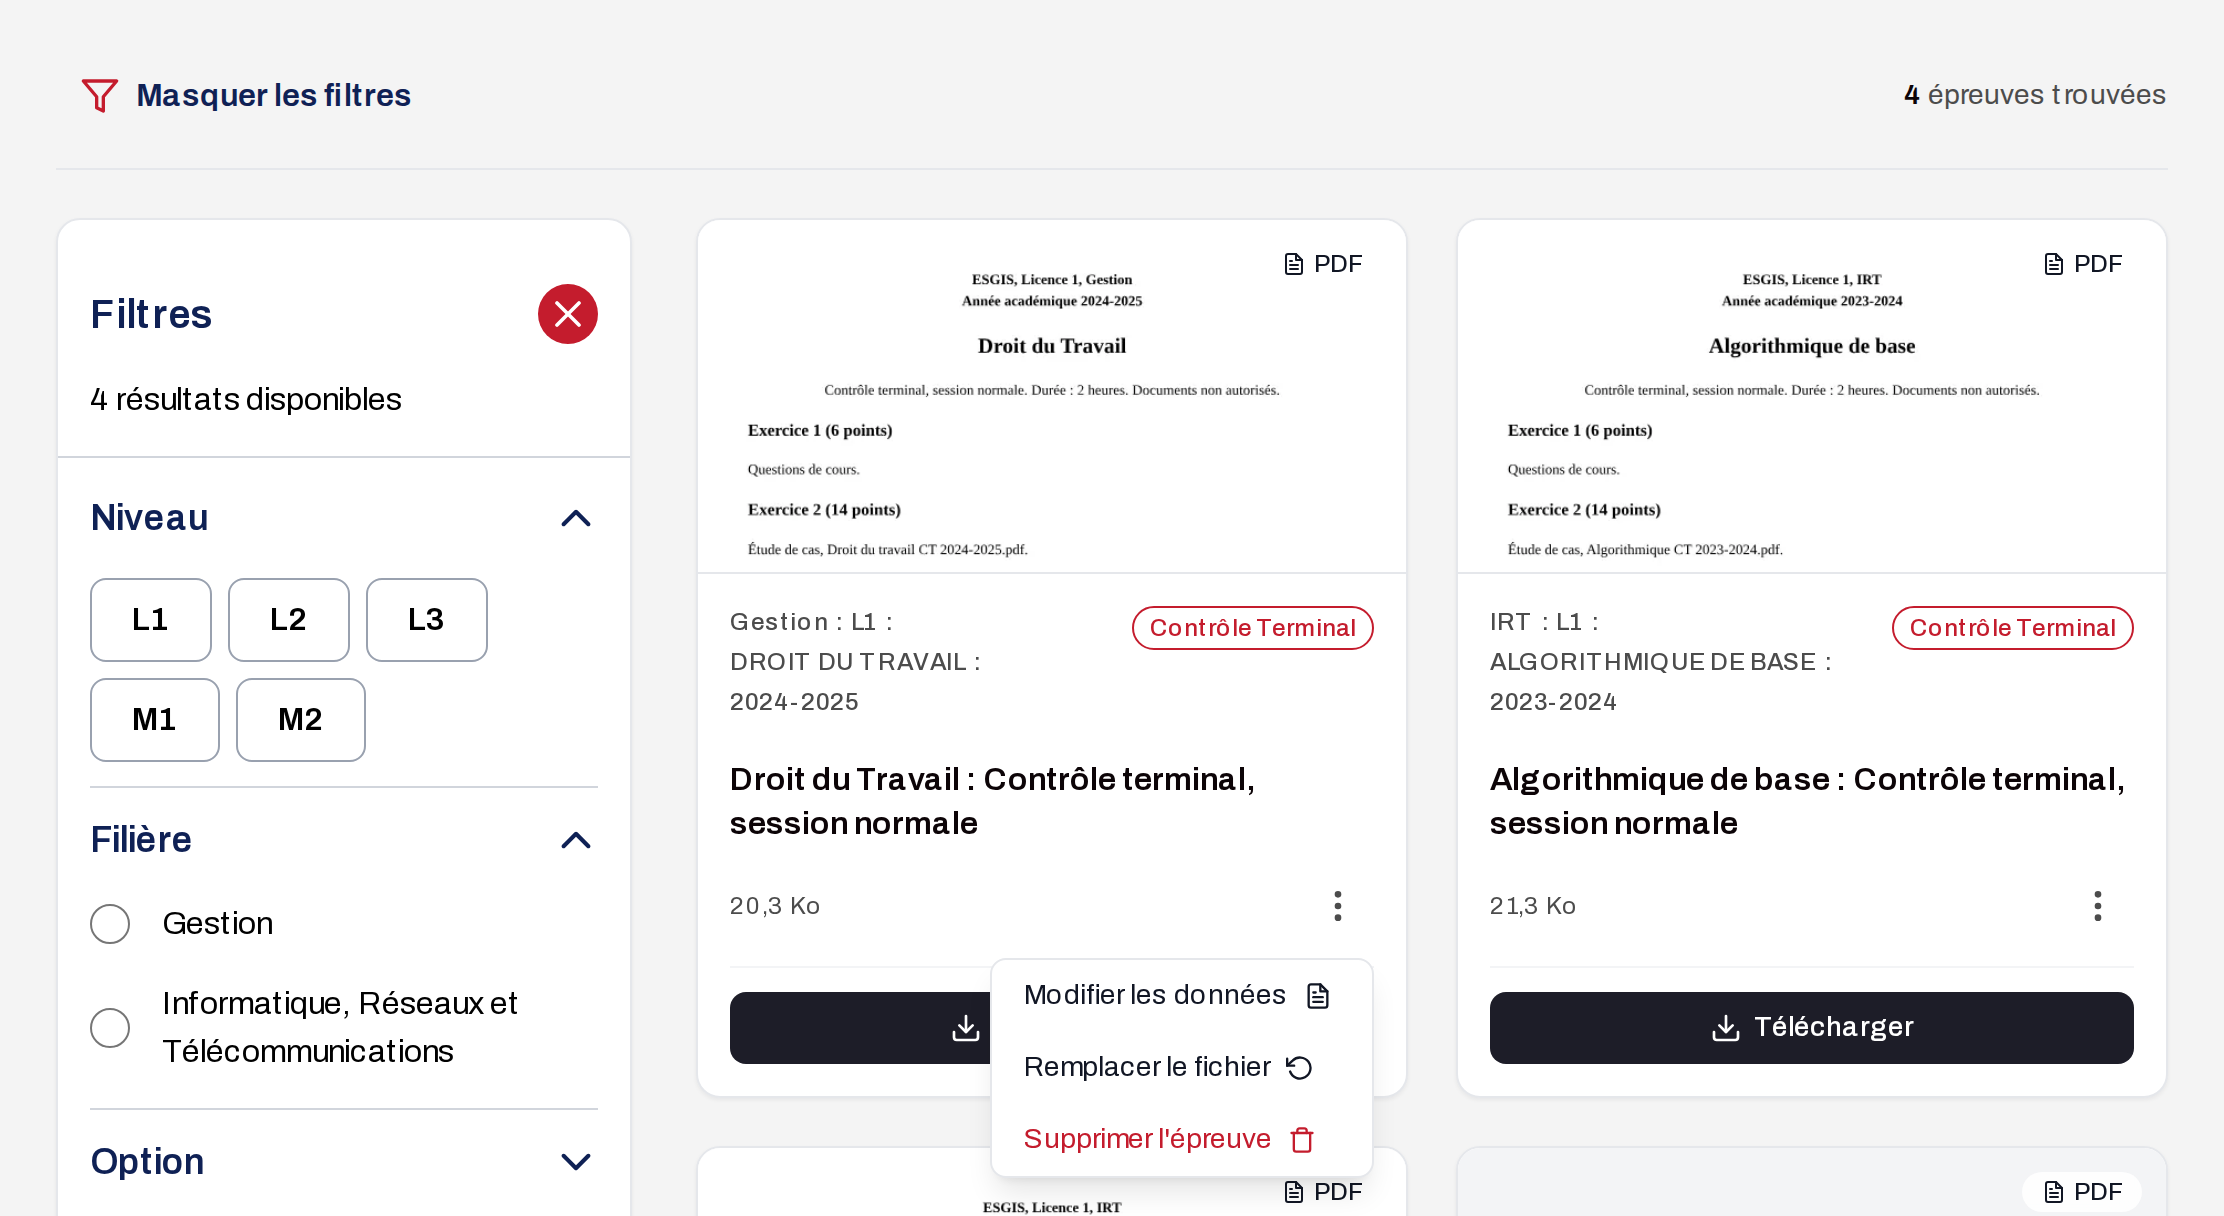 Masquer les filtres
4 épreuves trouvées
Filtres
4 résultats disponibles
Niveau
L1
L2
L3
M1
M2
Filière
Gestion
Informatique, Réseaux et
Télécommunications
Option
PDF
ESGIS, Licence 1, Gestion
Année académique 2024-2025
Droit du Travail
Contrôle terminal, session normale. Durée : 2 heures. Documents non autorisés.
Exercice 1 (6 points)
Questions de cours.
Exercice 2 (14 points)
Étude de cas, Droit du travail CT 2024-2025.pdf.
Gestion : L1 :
DROIT DU TRAVAIL :
2024-2025
Contrôle Terminal
Droit du Travail : Contrôle terminal,
session normale
20,3 Ko
Modifier les données
Remplacer le fichier
Supprimer l'épreuve
PDF
ESGIS, Licence 1, IRT
Année académique 2023-2024
Algorithmique de base
Contrôle terminal, session normale. Durée : 2 heures. Documents non autorisés.
Exercice 1 (6 points)
Questions de cours.
Exercice 2 (14 points)
Étude de cas, Algorithmique CT 2023-2024.pdf.
IRT : L1 :
ALGORITHMIQUE DE BASE :
2023-2024
Contrôle Terminal
Algorithmique de base : Contrôle terminal,
session normale
21,3 Ko
Télécharger
PDF
ESGIS, Licence 1, IRT
PDF